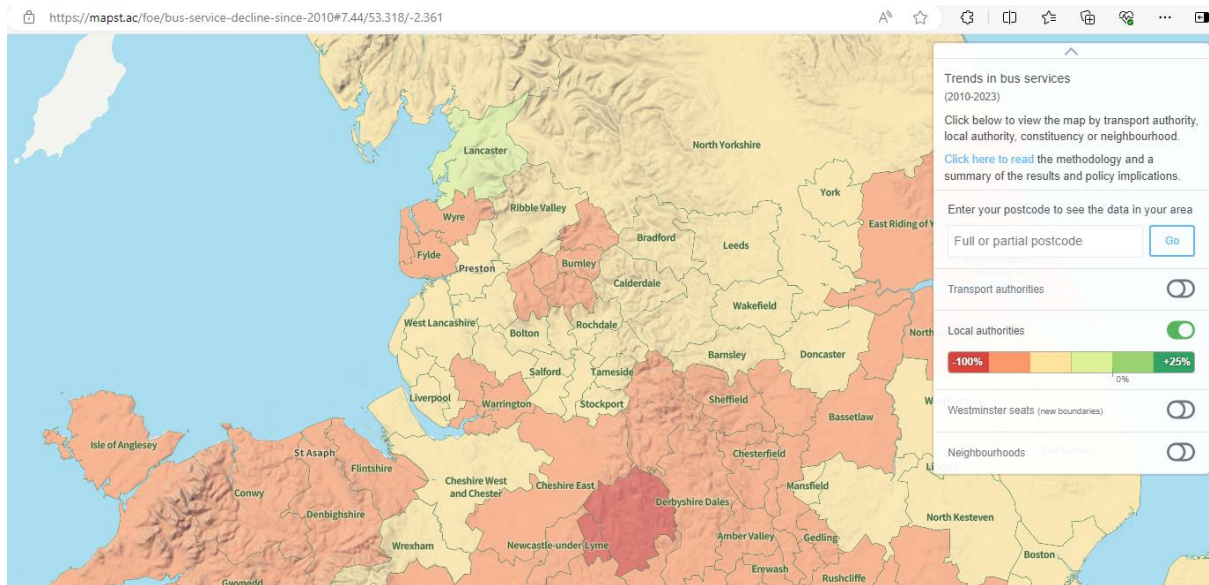 https://mapst.ac/foe/bus-service-decline-since-2010#7.44/53.318/-2.361
Trends in bus services
(2010-2023)
Click below to view the map by transport authority,
local authority, constituency or neighbourhood.
Click here to read the methodology and a
summary of the results and policy implications.
Enter your postcode to see the data in your area
Full or partial postcode
Go
Transport authorities
Local authorities
-100%
+25%
0%
Westminster seats (new boundaries)
Neighbourhoods
Lancaster
North Yorkshire
York
Wyre
Ribble Valley
East Riding of Y
Fylde
Preston
Burnley
Bradford
Leeds
Calderdale
Wakefield
West Lancashire
Bolton
Rochdale
North
Barnsley
Doncaster
Salford
Tameside
Liverpool
Warrington
Stockport
Sheffield
Bassetlaw
Isle of Anglesey
St Asaph
Flintshire
Chesterfield
Conwy
Cheshire West
and Chester
Cheshire East
Mansfield
Denbighshire
Derbyshire Dales
North Kesteven
Wrexham
Newcastle-under-Lyme
Amber Valley
Gedling
Boston
Gwynedd
Erewash
Rushcliffe